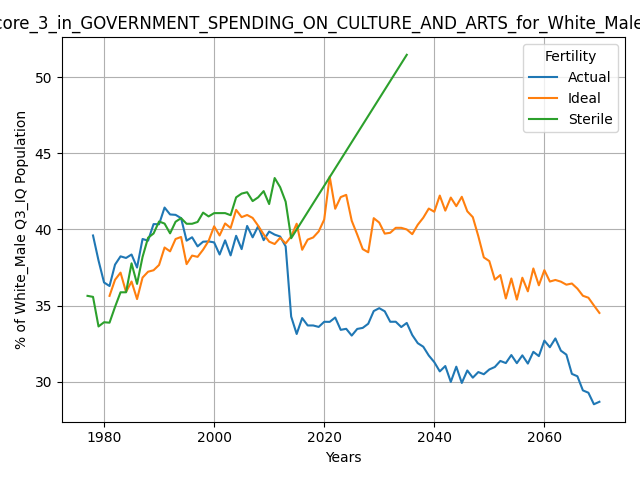 core_3_in_GOVERNMENT_SPENDING_ON_CULTURE_AND_ARTS_for_White_Male
% of White_Male Q3_IQ Population
50
45
40
35
30
Fertility
Actual
Ideal
Sterile
1980 2000 2020 2040 2060
Years